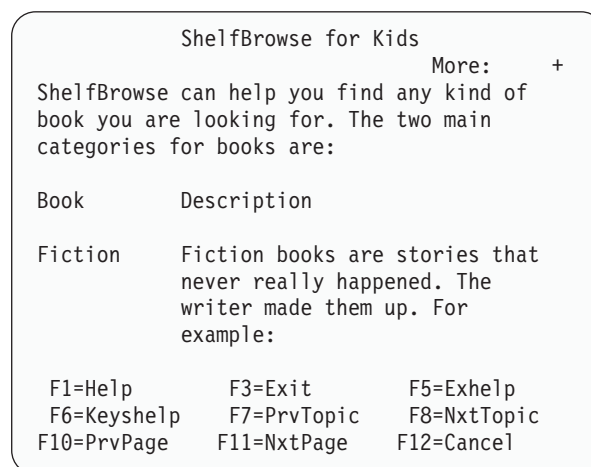 ShelfBrowse for Kids
More: +
ShelfBrowse can help you find any kind of
book you are looking for. The two main
categories for books are:
Book Description
Fiction Fiction books are stories that
never really happened. The
writer made them up. For
example:
F1=Help F3=Exit F5=Exhelp
F6=Keyshelp F7=PrvTopic F8=NxtTopic
F10=PrvPage F11=NxtPage F12=Cancel